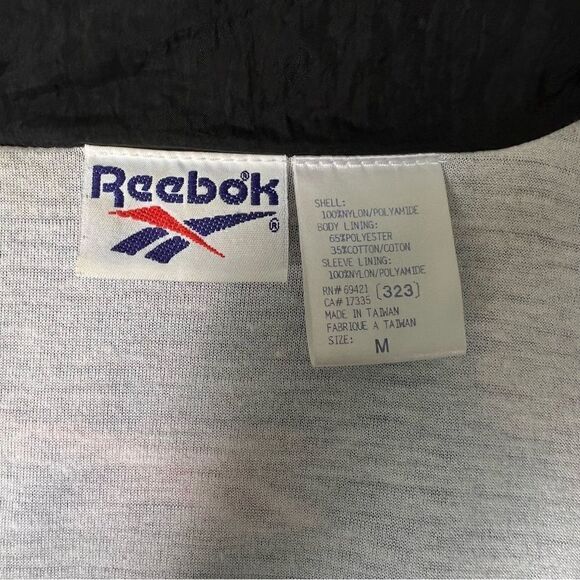 Reebok
®
SHELL:
100%NYLON/POLYAMIDE
BODY LINING:
65%POLYESTER
35%COTTON/COTON
SLEEVE LINING:
100%NYLON/POLYAMIDE
RN# 69421 (323)
CA# 17335
MADE IN TAIWAN
FABRIQUE A TAIWAN
SIZE:
M